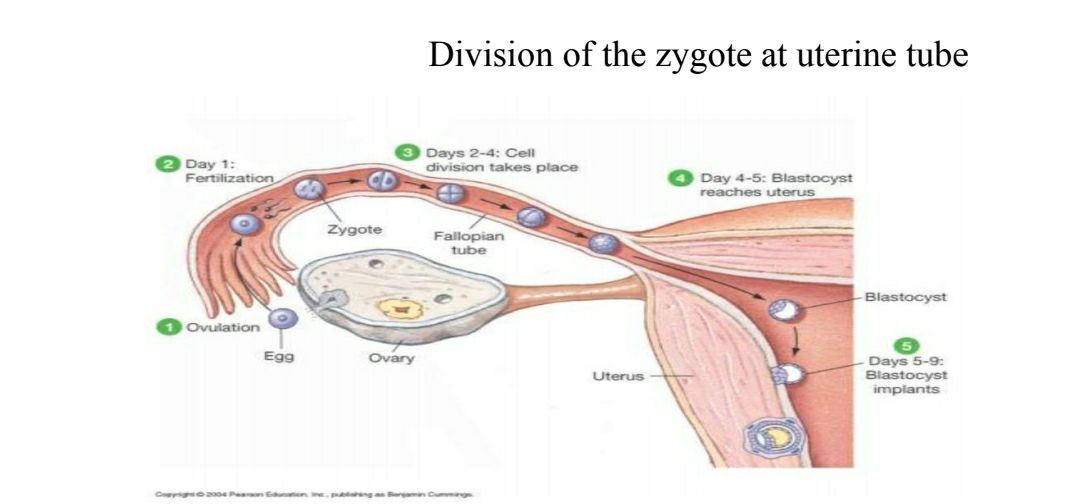 Division of the zygote at uterine tube
2 Day 1:
Fertilization
3 Days 2-4: Cell
division takes place
4 Day 4-5: Blastocyst
reaches uterus
Zygote
Fallopian
tube
Blastocyst
1 Ovulation
Egg
Ovary
Uterus
5
Days 5-9:
Blastocyst
implants
Copyright © 2004 Pearson Education, Inc., publishing as Benjamin Cummings.